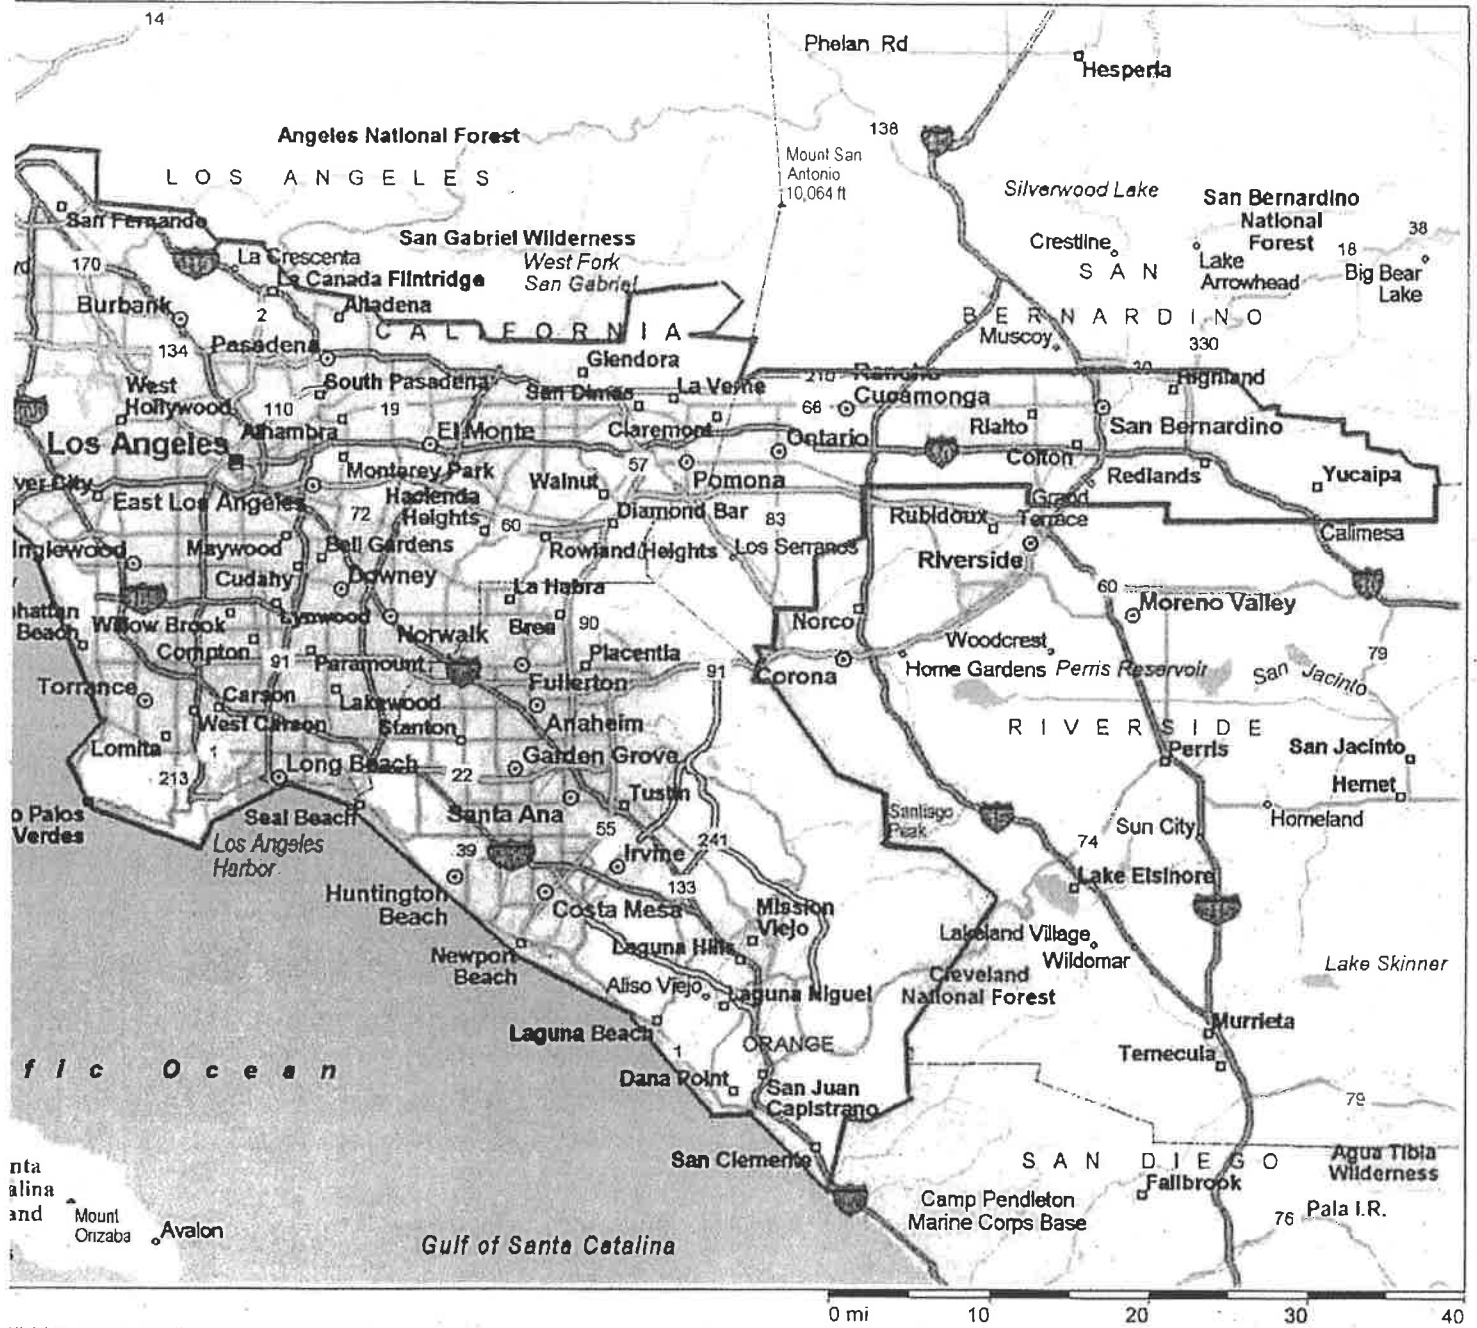 14
Phelan Rd
Hesperia
138
Angeles National Forest
Mount San
Antonio
10,064 ft
LOS ANGELES
Silverwood Lake
San Bernardino
National
Forest
San Fernando
San Gabriel Wilderness
West Fork
San Gabriel
Crestline
Lake
Arrowhead
18
38
Big Bear
Lake
170
La Crescenta
La Canada Flintridge
SAN
BERNARDINO
Burbank
2
Altadena
CALIFORNIA
Muscoy
330
134
Pasadena
Glendora
West
Hollywood
South Pasadena
San Dimas
La Verne
210
Rancho
Cucamonga
30
Highland
110
19
66
Los Angeles
Alhambra
El Monte
Claremont
Ontario
Rialto
San Bernardino
Monterey Park
57
Colton
ver City
East Los Angeles
Hacienda
Heights
Walnut
Pomona
Redlands
Yucaipa
72
60
Diamond Bar
83
Rubidoux
Grand
Terrace
Calimesa
Inglewood
Maywood
Bell Gardens
Rowland Heights
Los Serranos
Riverside
Cudahy
Downey
La Habra
60
Moreno Valley
hattan
Beach
Willow Brook
Lynwood
Norwalk
Brea
90
Norco
Woodcrest
Compton
91
Paramount
Placentia
91
Corona
Home Gardens
Perris Reservoir
San Jacinto
79
Torrance
Carson
Lakewood
Fullerton
West Carson
Stanton
Anaheim
RIVERSIDE
Lomita
1
Garden Grove
Perris
San Jacinto
213
Long Beach
22
Hemet
o Palos
Verdes
Seal Beach
Santa Ana
Tustin
Santiago
Peak
Sun City
Homeland
Los Angeles
Harbor
39
55
Irvine
241
74
Huntington
Beach
Costa Mesa
133
Mission
Viejo
Lake Elsinore
Newport
Beach
Laguna Hills
Lakeland Village
Wildomar
Lake Skinner
Aliso Viejo
Laguna Niguel
Cleveland
National Forest
Laguna Beach
ORANGE
Murrieta
fic Ocean
1
Dana Point
San Juan
Capistrano
Temecula
79
San Clemente
SAN DIEGO
Agua Tibia
Wilderness
nta
alina
and
Mount
Orizaba
Avalon
Gulf of Santa Catalina
Camp Pendleton
Marine Corps Base
Fallbrook
76
Pala I.R.
0 mi 10 20 30 40